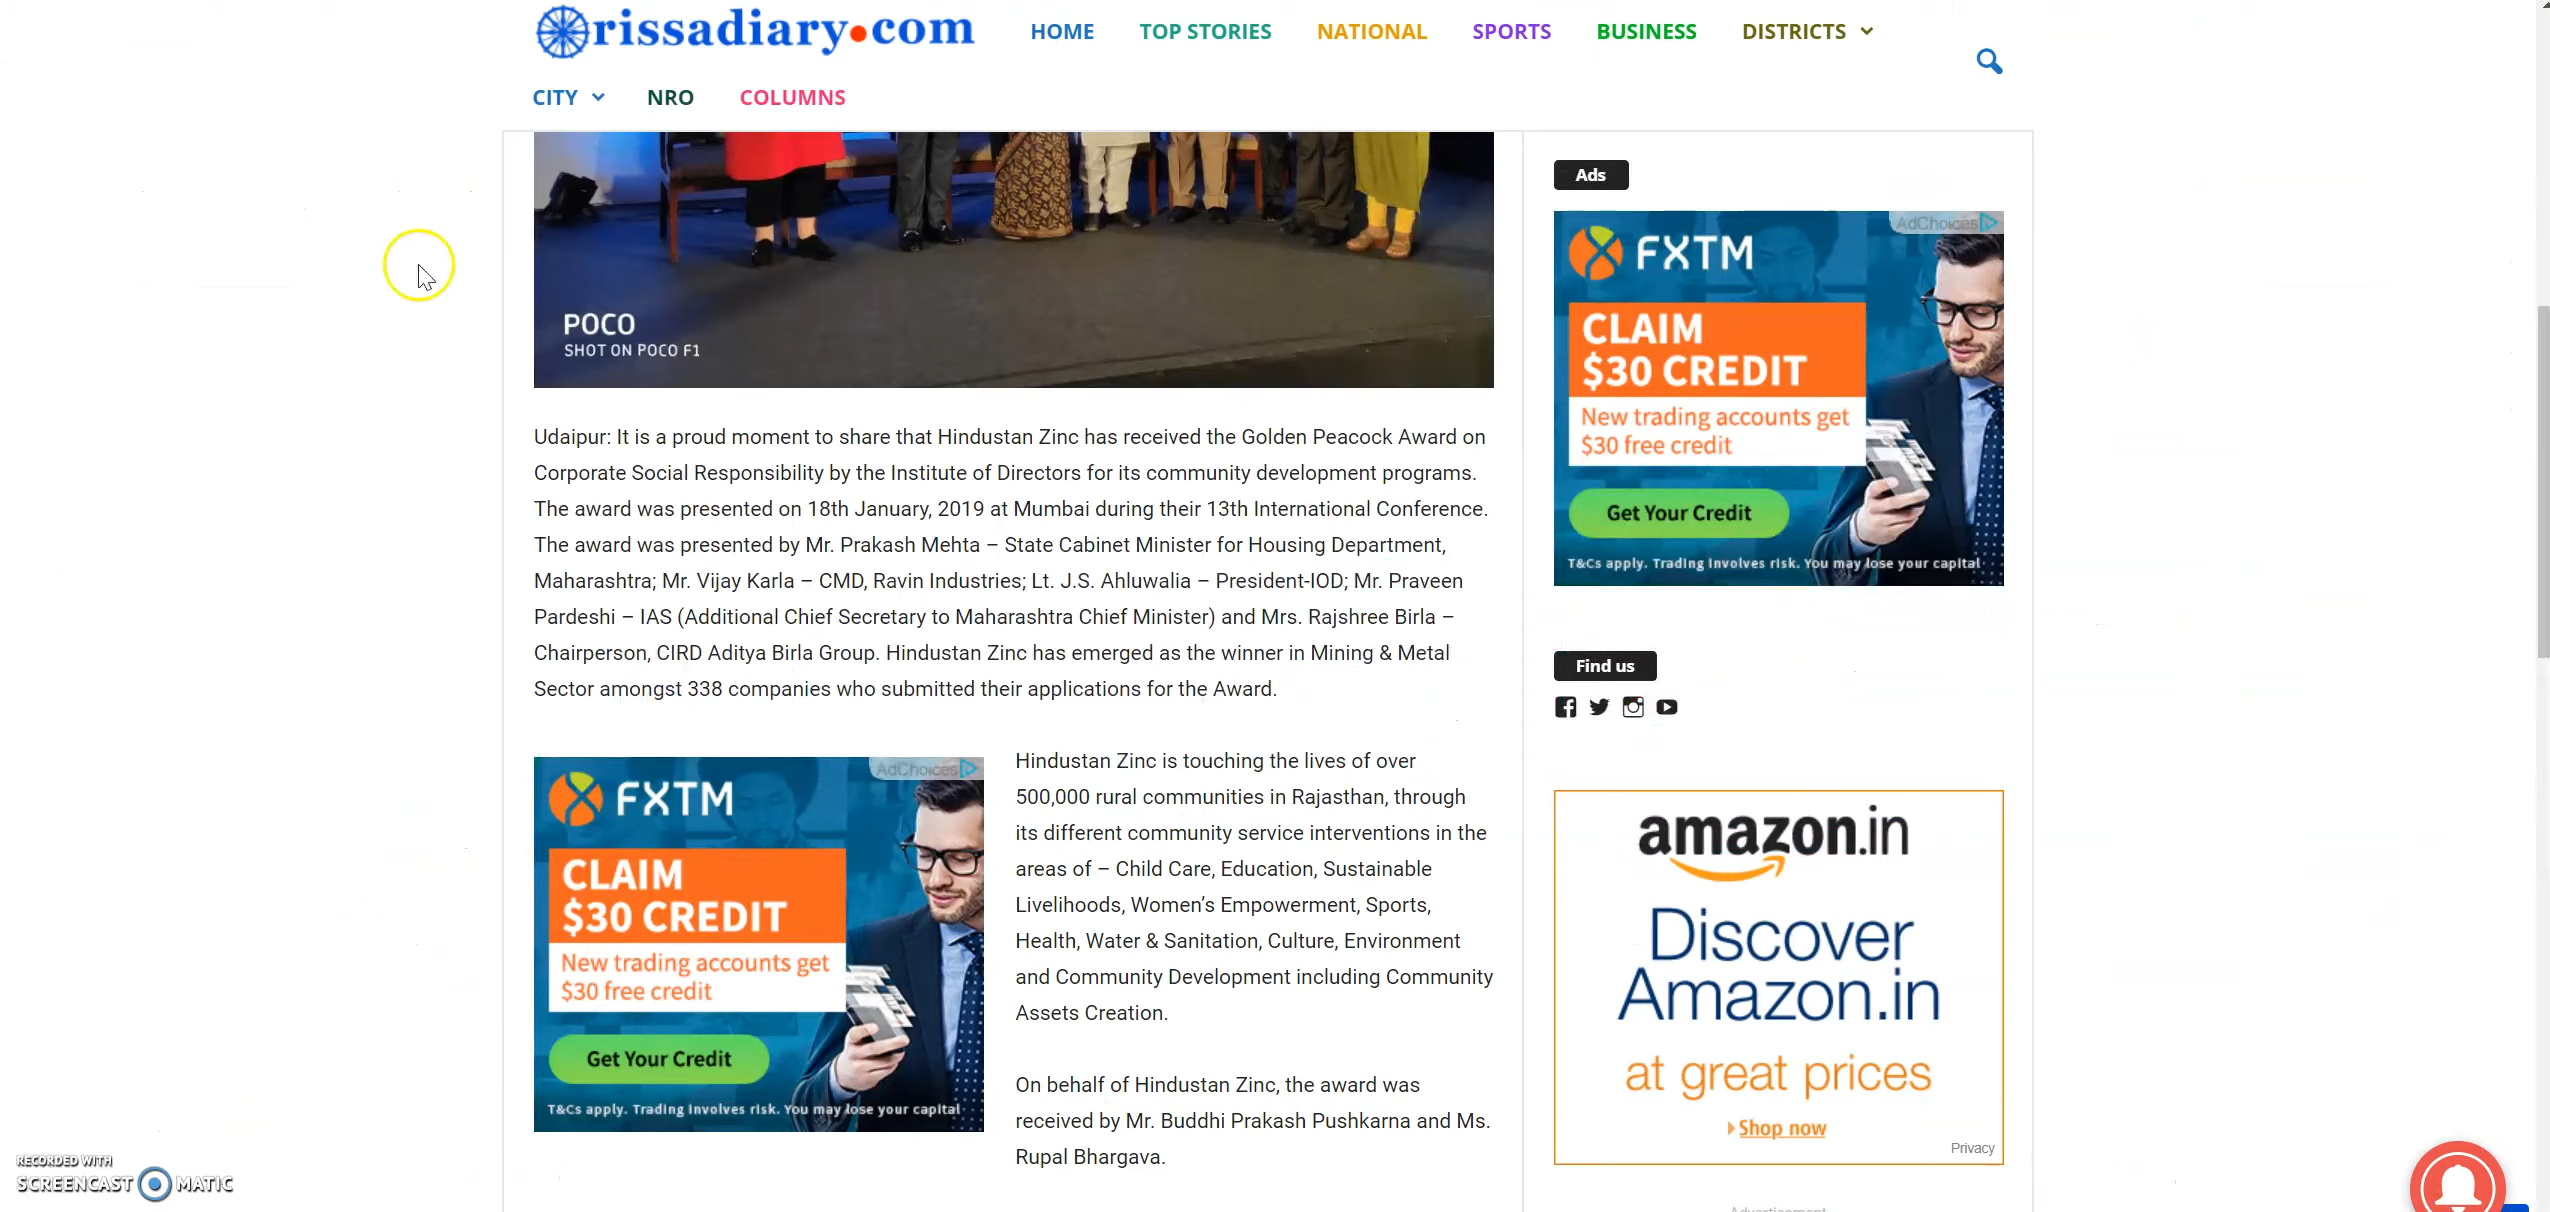 rissadiary.com
HOME TOP STORIES NATIONAL SPORTS BUSINESS DISTRICTS
CITY NRO COLUMNS
POCO
SHOT ON POCO F1
Udaipur: It is a proud moment to share that Hindustan Zinc has received the Golden Peacock Award on
Corporate Social Responsibility by the Institute of Directors for its community development programs.
The award was presented on 18th January, 2019 at Mumbai during their 13th International Conference.
The award was presented by Mr. Prakash Mehta – State Cabinet Minister for Housing Department,
Maharashtra; Mr. Vijay Karla – CMD, Ravin Industries; Lt. J.S. Ahluwalia – President-IOD; Mr. Praveen
Pardeshi – IAS (Additional Chief Secretary to Maharashtra Chief Minister) and Mrs. Rajshree Birla –
Chairperson, CIRD Aditya Birla Group. Hindustan Zinc has emerged as the winner in Mining & Metal
Sector amongst 338 companies who submitted their applications for the Award.
AdChoices
FXTM
CLAIM
$30 CREDIT
New trading accounts get
$30 free credit
Get Your Credit
T&Cs apply. Trading involves risk. You may lose your capital
Hindustan Zinc is touching the lives of over
500,000 rural communities in Rajasthan, through
its different community service interventions in the
areas of – Child Care, Education, Sustainable
Livelihoods, Women's Empowerment, Sports,
Health, Water & Sanitation, Culture, Environment
and Community Development including Community
Assets Creation.
On behalf of Hindustan Zinc, the award was
received by Mr. Buddhi Prakash Pushkarna and Ms.
Rupal Bhargava.
Ads
AdChoices
FXTM
CLAIM
$30 CREDIT
New trading accounts get
$30 free credit
Get Your Credit
T&Cs apply. Trading involves risk. You may lose your capital
Find us
amazon.in
Discover
Amazon.in
at great prices
Shop now
Privacy
Advertisement
RECORDED WITH
SCREENCAST MATIC